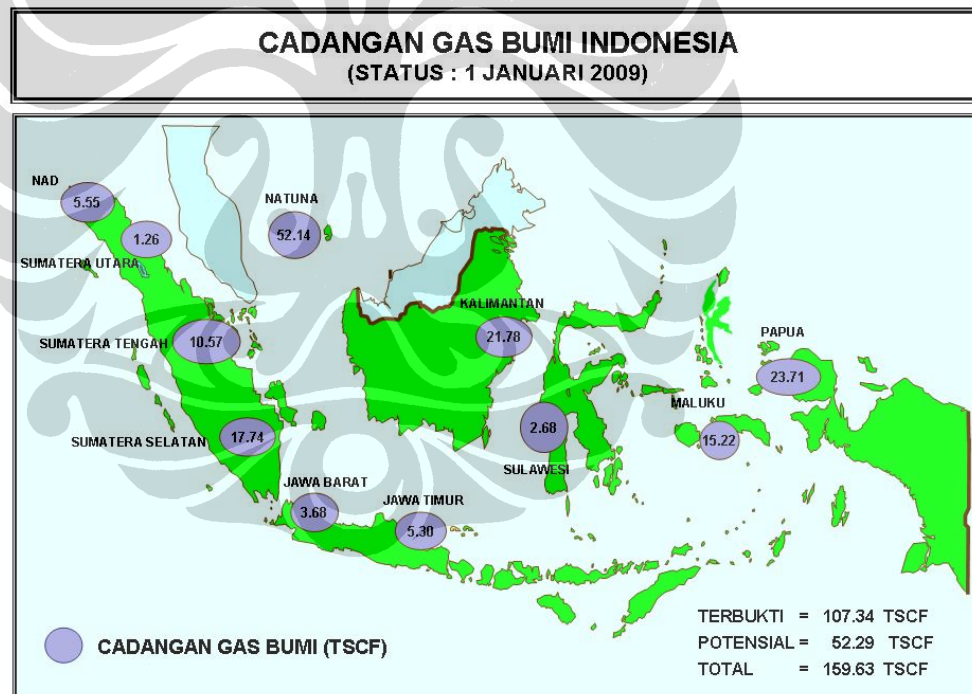 CADANGAN GAS BUMI INDONESIA
(STATUS : 1 JANUARI 2009)
NAD
5.55
1.26
SUMATERA UTARA
NATUNA
52.14
KALIMANTAN
21.78
SUMATERA TENGAH
10.57
PAPUA
23.71
MALUKU
15.22
SUMATERA SELATAN
17.74
2.68
SULAWESI
JAWA BARAT
3.68
JAWA TIMUR
5.30
CADANGAN GAS BUMI (TSCF)
TERBUKTI = 107.34 TSCF
POTENSIAL = 52.29 TSCF
TOTAL = 159.63 TSCF